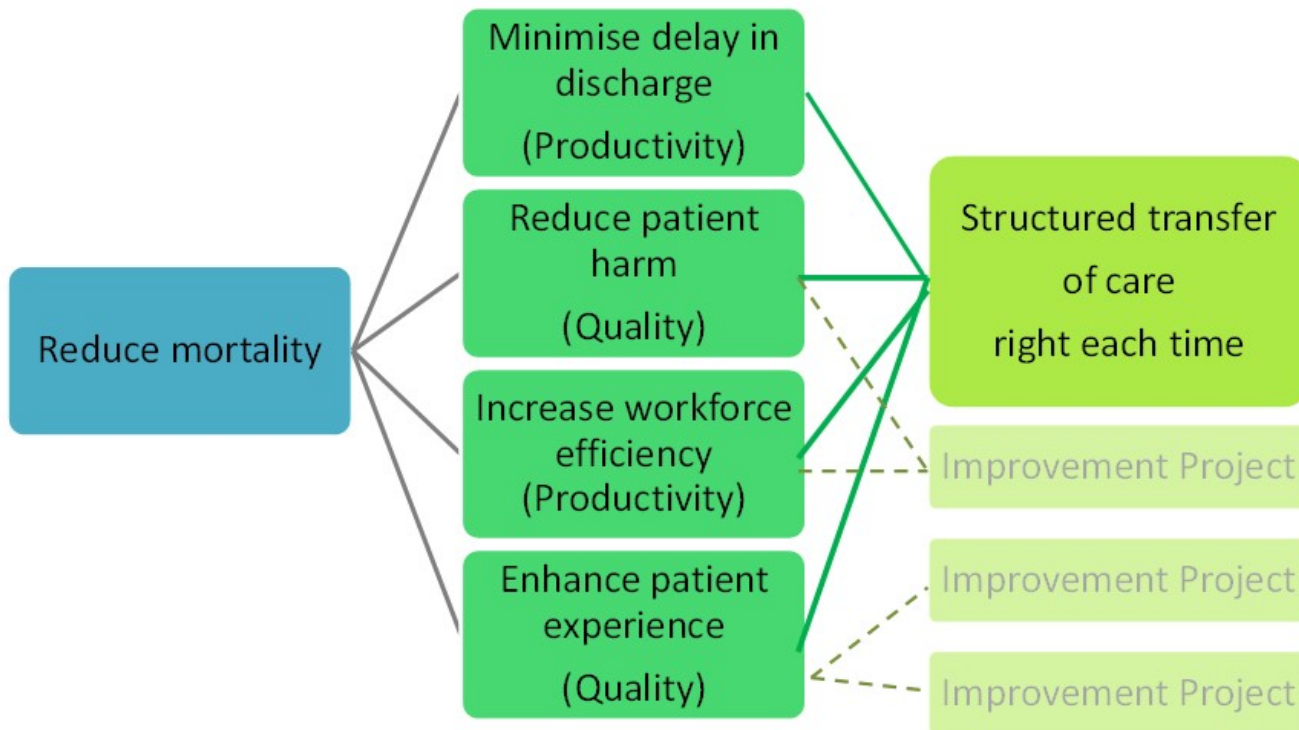 Reduce mortality
Minimise delay in
discharge
(Productivity)
Reduce patient
harm
(Quality)
Increase workforce
efficiency
(Productivity)
Enhance patient
experience
(Quality)
Structured transfer
of care
right each time
Improvement Project
Improvement Project
Improvement Project